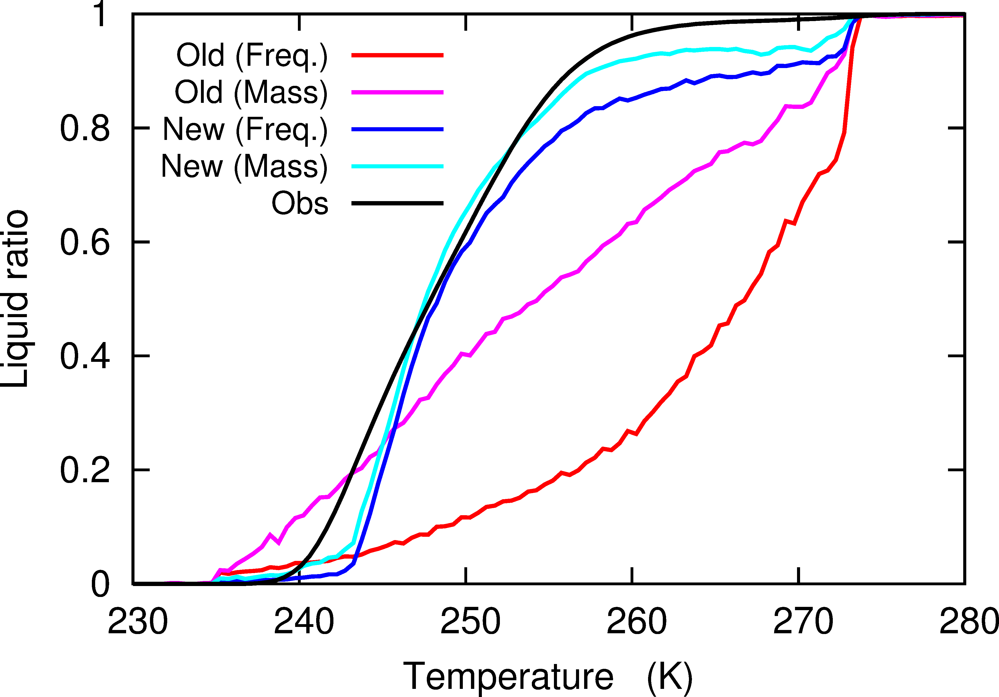 1
0.8
0.6
0.4
0.2
0
Liquid ratio
Old (Freq.)
Old (Mass)
New (Freq.)
New (Mass)
Obs
230 240 250 260 270 280
Temperature (K)